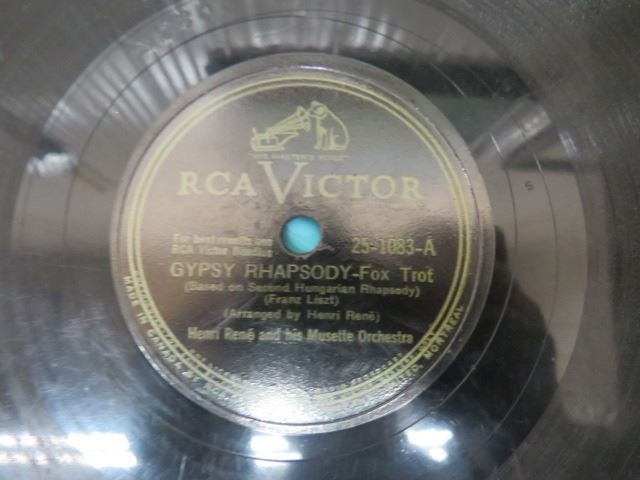 "HIS MASTER'S VOICE"
RCA VICTOR
For best results use
RCA Victor Needles
25-1083-A
GYPSY RHAPSODY-Fox Trot
(Based on Second Hungarian Rhapsody)
(Franz Liszt)
(Arranged by Henri René)
Henri René and his Musette Orchestra
MADE IN CANADA
MONTREAL
S